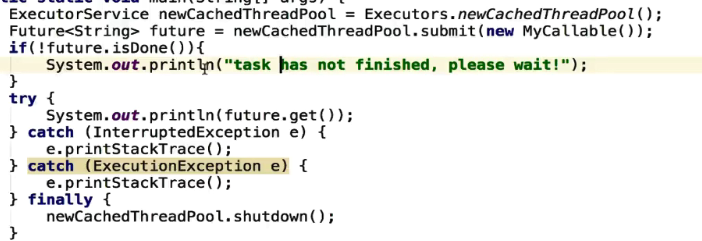 static void main(String[] args) {
ExecutorService newCachedThreadPool = Executors.newCachedThreadPool();
Future<String> future = newCachedThreadPool.submit(new MyCallable());
if(!future.isDone()){
System.out.println("task has not finished, please wait!");
}
try {
System.out.println(future.get());
} catch (InterruptedException e) {
e.printStackTrace();
} catch (ExecutionException e) {
e.printStackTrace();
} finally {
newCachedThreadPool.shutdown();
}